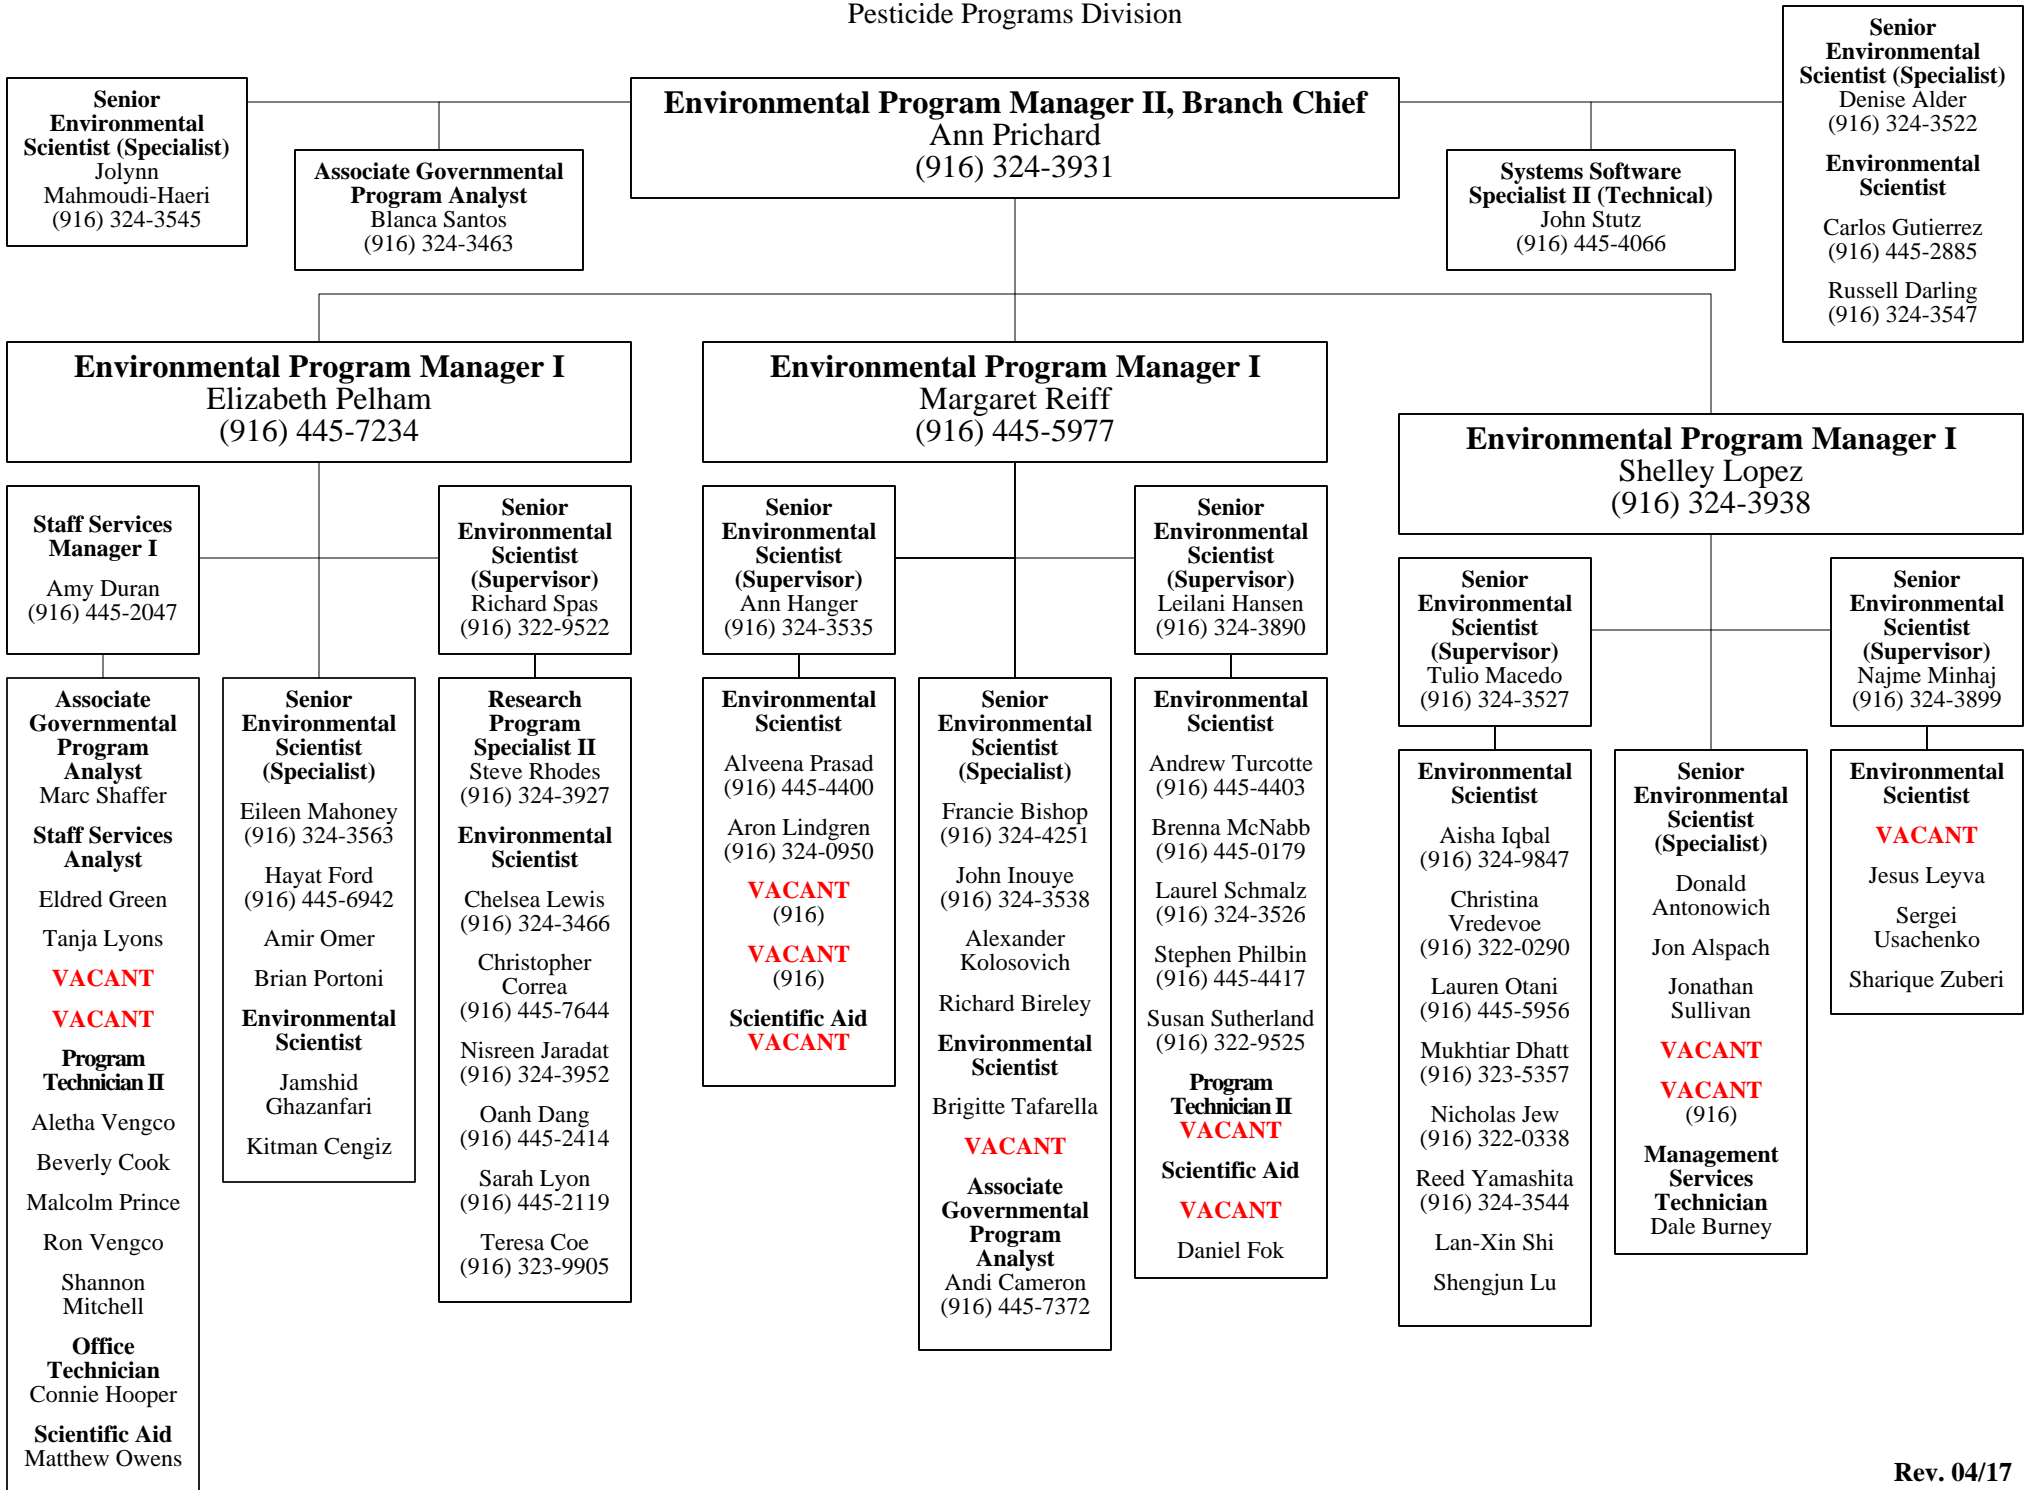 Pesticide Programs Division
Senior
Environmental
Scientist (Specialist)
Jolynn
Mahmoudi-Haeri
(916) 324-3545
Associate Governmental
Program Analyst
Blanca Santos
(916) 324-3463
Environmental Program Manager II, Branch Chief
Ann Prichard
(916) 324-3931
Systems Software
Specialist II (Technical)
John Stutz
(916) 445-4066
Senior
Environmental
Scientist (Specialist)
Denise Alder
(916) 324-3522
Environmental
Scientist
Carlos Gutierrez
(916) 445-2885
Russell Darling
(916) 324-3547
Environmental Program Manager I
Elizabeth Pelham
(916) 445-7234
Staff Services
Manager I
Amy Duran
(916) 445-2047
Senior
Environmental
Scientist
(Supervisor)
Richard Spas
(916) 322-9522
Associate
Governmental
Program
Analyst
Marc Shaffer
Staff Services
Analyst
Eldred Green
Tanja Lyons
VACANT
VACANT
Program
Technician II
Aletha Vengco
Beverly Cook
Malcolm Prince
Ron Vengco
Shannon
Mitchell
Office
Technician
Connie Hooper
Scientific Aid
Matthew Owens
Senior
Environmental
Scientist
(Specialist)
Eileen Mahoney
(916) 324-3563
Hayat Ford
(916) 445-6942
Amir Omer
Brian Portoni
Environmental
Scientist
Jamshid
Ghazanfari
Kitman Cengiz
Research
Program
Specialist II
Steve Rhodes
(916) 324-3927
Environmental
Scientist
Chelsea Lewis
(916) 324-3466
Christopher
Correa
(916) 445-7644
Nisreen Jaradat
(916) 324-3952
Oanh Dang
(916) 445-2414
Sarah Lyon
(916) 445-2119
Teresa Coe
(916) 323-9905
Environmental Program Manager I
Margaret Reiff
(916) 445-5977
Senior
Environmental
Scientist
(Supervisor)
Ann Hanger
(916) 324-3535
Senior
Environmental
Scientist
(Supervisor)
Leilani Hansen
(916) 324-3890
Environmental
Scientist
Alveena Prasad
(916) 445-4400
Aron Lindgren
(916) 324-0950
VACANT
(916)
VACANT
(916)
Scientific Aid
VACANT
Senior
Environmental
Scientist
(Specialist)
Francie Bishop
(916) 324-4251
John Inouye
(916) 324-3538
Alexander
Kolosovich
Richard Bireley
Environmental
Scientist
Brigitte Tafarella
VACANT
Associate
Governmental
Program
Analyst
Andi Cameron
(916) 445-7372
Environmental
Scientist
Andrew Turcotte
(916) 445-4403
Brenna McNabb
(916) 445-0179
Laurel Schmalz
(916) 324-3526
Stephen Philbin
(916) 445-4417
Susan Sutherland
(916) 322-9525
Program
Technician II
VACANT
Scientific Aid
VACANT
Daniel Fok
Environmental Program Manager I
Shelley Lopez
(916) 324-3938
Senior
Environmental
Scientist
(Supervisor)
Tulio Macedo
(916) 324-3527
Senior
Environmental
Scientist
(Supervisor)
Najme Minhaj
(916) 324-3899
Environmental
Scientist
Aisha Iqbal
(916) 324-9847
Christina
Vredevoe
(916) 322-0290
Lauren Otani
(916) 445-5956
Mukhtiar Dhatt
(916) 323-5357
Nicholas Jew
(916) 322-0338
Reed Yamashita
(916) 324-3544
Lan-Xin Shi
Shengjun Lu
Senior
Environmental
Scientist
(Specialist)
Donald
Antonowich
Jon Alspach
Jonathan
Sullivan
VACANT
VACANT
(916)
Management
Services
Technician
Dale Burney
Environmental
Scientist
VACANT
Jesus Leyva
Sergei
Usachenko
Sharique Zuberi
Rev. 04/17